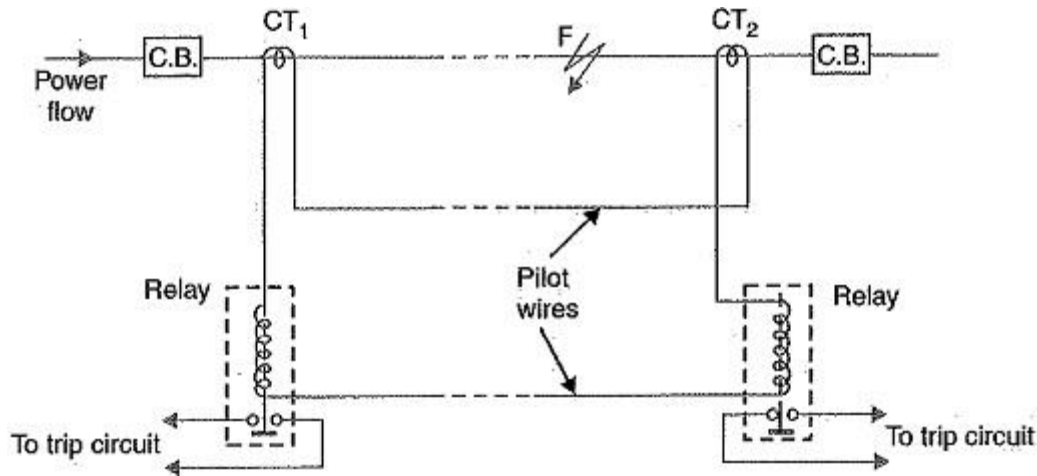 CT1
CT2
F
C.B.
C.B.
Power
flow
Pilot
wires
Relay
Relay
To trip circuit
To trip circuit